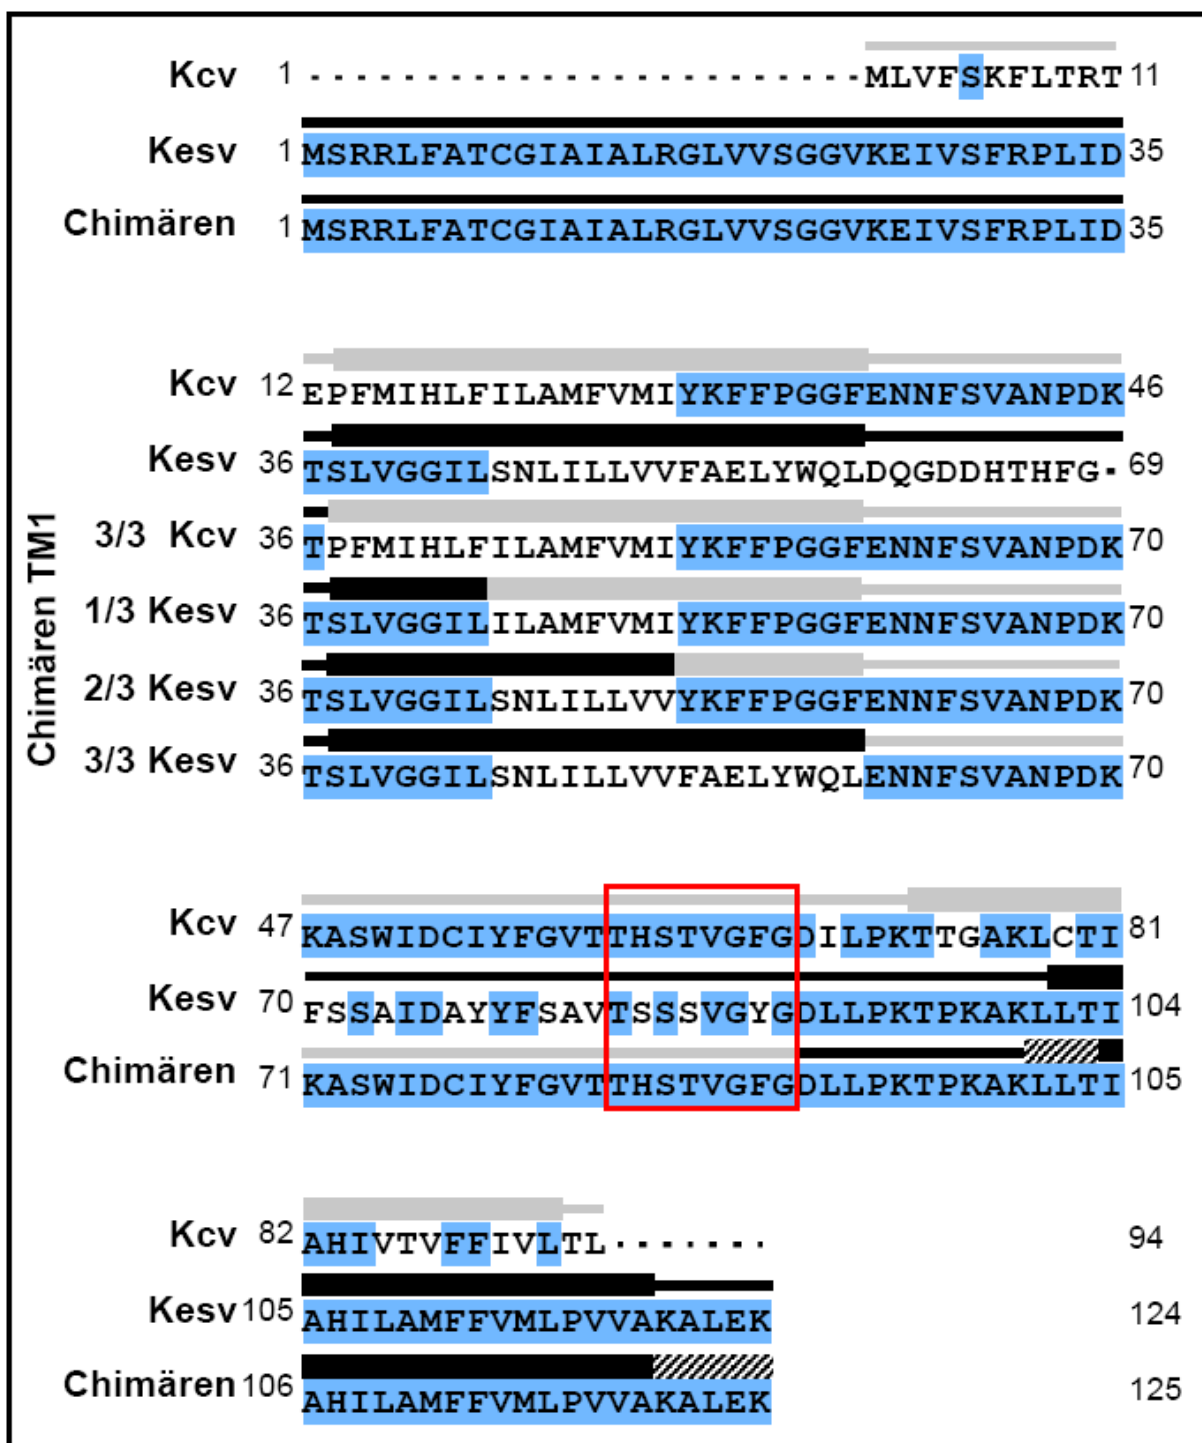 Kcv 1 - - - - - - - - - - - - - - - - - - - - - - - - MLVFSKFLTRT 11
Kesv 1 MSRRLFATCGIAIALRGLVVSGGVKEIVSFRPLID 35
Chimären 1 MSRRLFATCGIAIALRGLVVSGGVKEIVSFRPLID 35
Chimären TM1
Kcv 12 EPFMIHLFILAMFVMIYKFFPGGFENNFSVANPDK 46
Kesv 36 TSLVGGILSNLILLVVFAELYWQLDQGDDHTHFG- 69
3/3 Kcv 36 TPFMIHLFILAMFVMIYKFFPGGFENNFSVANPDK 70
1/3 Kesv 36 TSLVGGILILAMFVMIYKFFPGGFENNFSVANPDK 70
2/3 Kesv 36 TSLVGGILSNLILLVVYKFFPGGFENNFSVANPDK 70
3/3 Kesv 36 TSLVGGILSNLILLVVFAELYWQLENNFSVANPDK 70
Kcv 47 KASWIDCIYFGVTTHSTVGFGDILPKTTGAKLCTI 81
Kesv 70 FSSAIDAYYFSAVTSSSVGYGDLLPKTPKAKLLTI 104
Chimären 71 KASWIDCIYFGVTTHSTVGFGDLLPKTPKAKLLTI 105
Kcv 82 AHIVTVFFIVLTL- - - - - - - 94
Kesv 105 AHILAMFFVMLPVVAKALEK 124
Chimären 106 AHILAMFFVMLPVVAKALEK 125